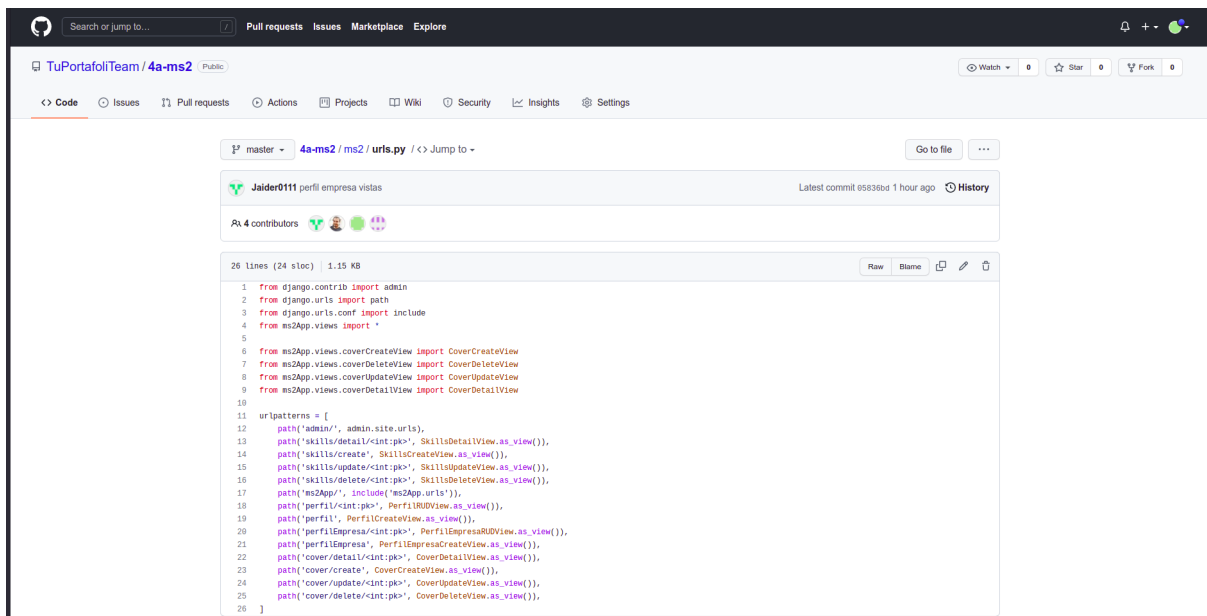 Search or jump to... / Pull requests Issues Marketplace Explore
TuPortafoliTeam / 4a-ms2 Public Watch 0 Star 0 Fork 0
<> Code Issues Pull requests Actions Projects Wiki Security Insights Settings
master 4a-ms2 / ms2 / urls.py / <> Jump to Go to file ...
Jaider0111 perfil empresa vistas Latest commit 05836bd 1 hour ago History
4 contributors
26 lines (24 sloc) 1.15 KB Raw Blame
1 from django.contrib import admin
2 from django.urls import path
3 from django.urls.conf import include
4 from ms2App.views import *
5
6 from ms2App.views.coverCreateView import CoverCreateView
7 from ms2App.views.coverDeleteView import CoverDeleteView
8 from ms2App.views.coverUpdateView import CoverUpdateView
9 from ms2App.views.coverDetailView import CoverDetailView
10
11 urlpatterns = [
12 path('admin/', admin.site.urls),
13 path('skills/detail/<int:pk>', SkillsDetailView.as_view()),
14 path('skills/create', SkillsCreateView.as_view()),
15 path('skills/update/<int:pk>', SkillsUpdateView.as_view()),
16 path('skills/delete/<int:pk>', SkillsDeleteView.as_view()),
17 path('ms2App/', include('ms2App.urls')),
18 path('perfil/<int:pk>', PerfilRUDView.as_view()),
19 path('perfil', PerfilCreateView.as_view()),
20 path('perfilEmpresa/<int:pk>', PerfilEmpresaRUDView.as_view()),
21 path('perfilEmpresa', PerfilEmpresaCreateView.as_view()),
22 path('cover/detail/<int:pk>', CoverDetailView.as_view()),
23 path('cover/create', CoverCreateView.as_view()),
24 path('cover/update/<int:pk>', CoverUpdateView.as_view()),
25 path('cover/delete/<int:pk>', CoverDeleteView.as_view()),
26 ]